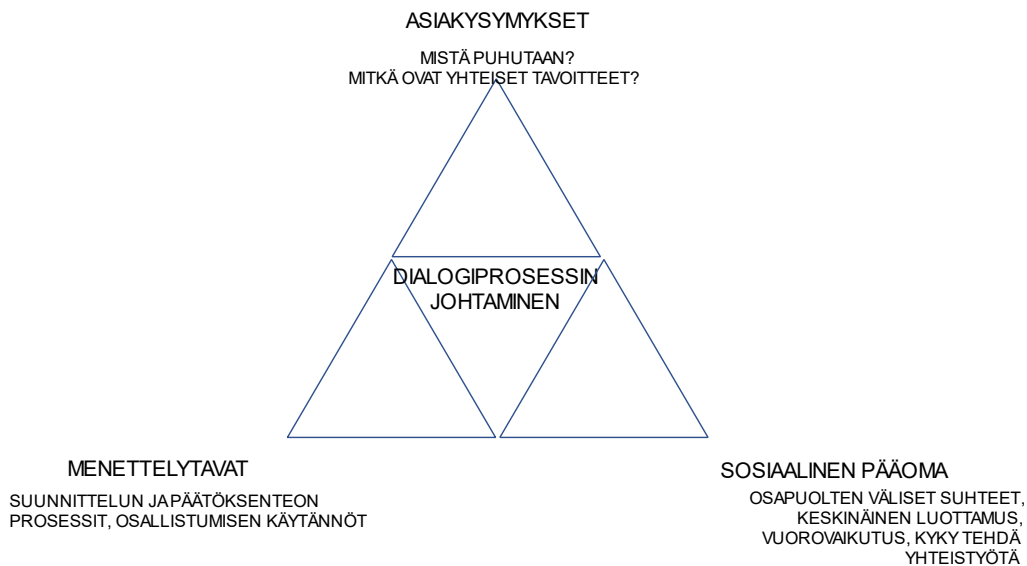 ASIAKYSYMYKSET
MISTÄ PUHUTAAN?
MITKÄ OVAT YHTEISET TAVOITTEET?
DIALOGIPROSESSIN
JOHTAMINEN
MENETTELYTAVAT
SUUNNITTELUN JA PÄÄTÖKSENTEON
PROSESSIT, OSALLISTUMISEN KÄYTÄNNÖT
SOSIAALINEN PÄÄOMA
OSAPUOLTEN VÄLISET SUHTEET,
KESKINÄINEN LUOTTAMUS,
VUOROVAIKUTUS, KYKY TEHDÄ
YHTEISTYÖTÄ